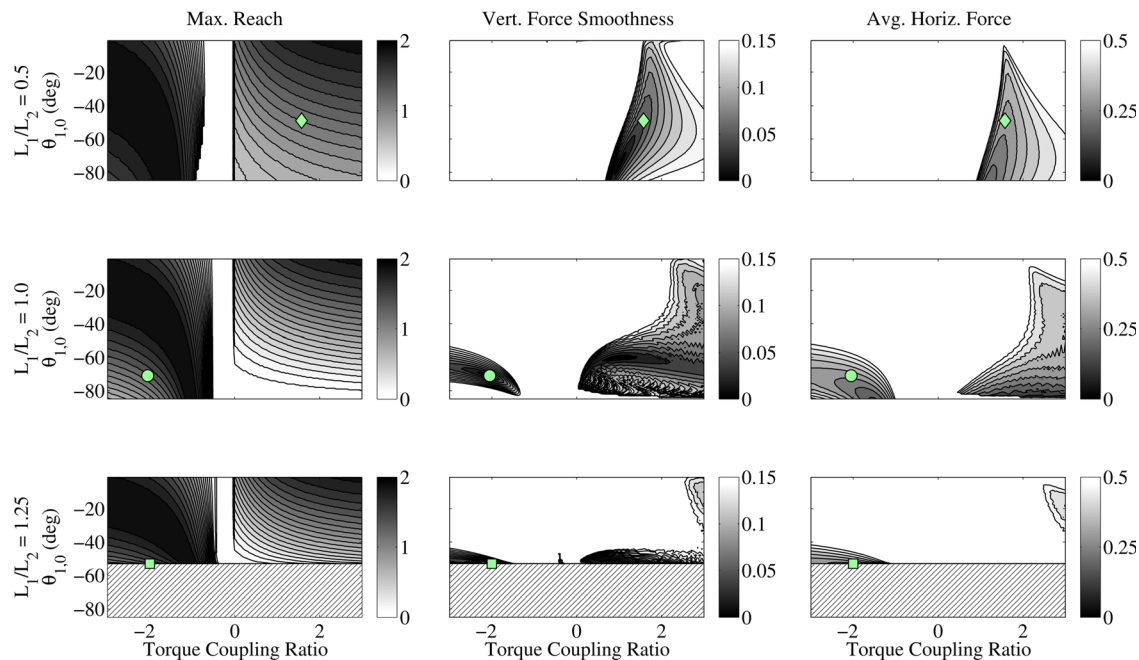 Max. Reach
Vert. Force Smoothness
Avg. Horiz. Force
L1/L2 = 0.5
θ1,0 (deg)
−20
−40
−60
−80
2
1
0
0.15
0.1
0.05
0
0.5
0.25
0
L1/L2 = 1.0
θ1,0 (deg)
−20
−40
−60
−80
2
1
0
0.15
0.1
0.05
0
0.5
0.25
0
L1/L2 = 1.25
θ1,0 (deg)
−20
−40
−60
−80
2
1
0
0.15
0.1
0.05
0
0.5
0.25
0
−2 0 2
−2 0 2
−2 0 2
Torque Coupling Ratio
Torque Coupling Ratio
Torque Coupling Ratio